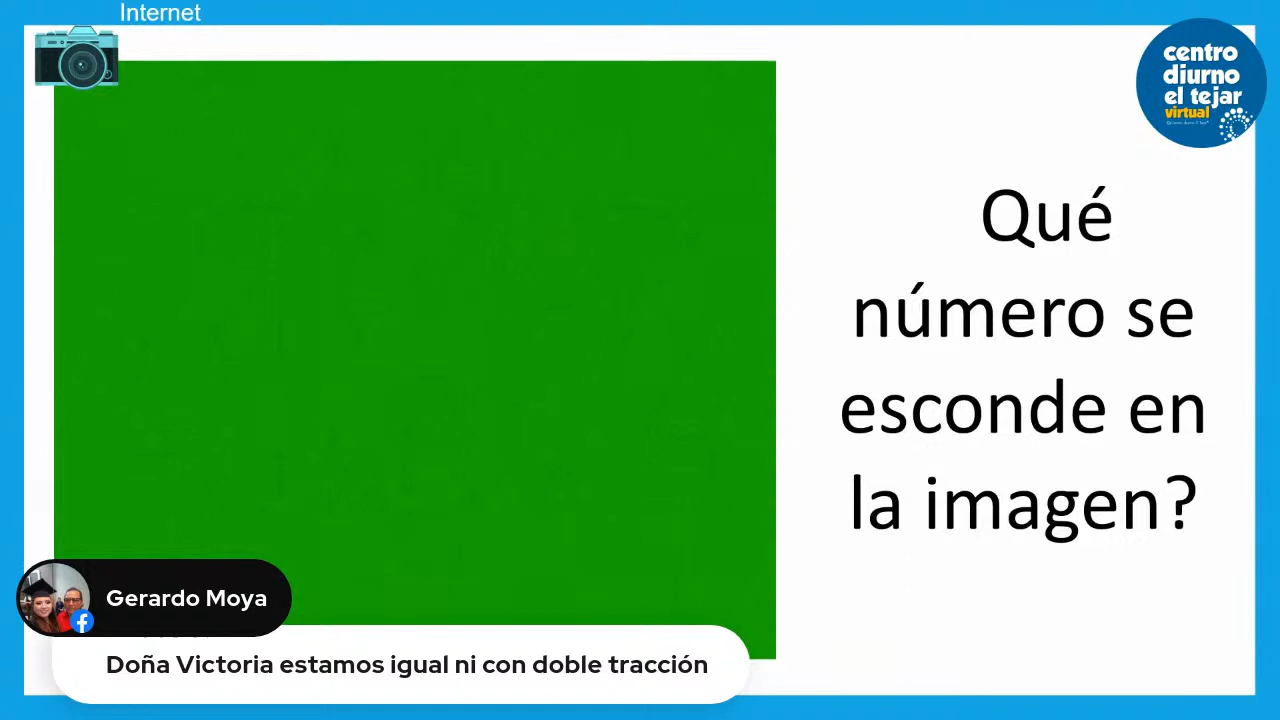 Internet
centro
diurno
el tejar
virtual
Qué
número se
esconde en
la imagen?
Gerardo Moya
Doña Victoria estamos igual ni con doble tracción